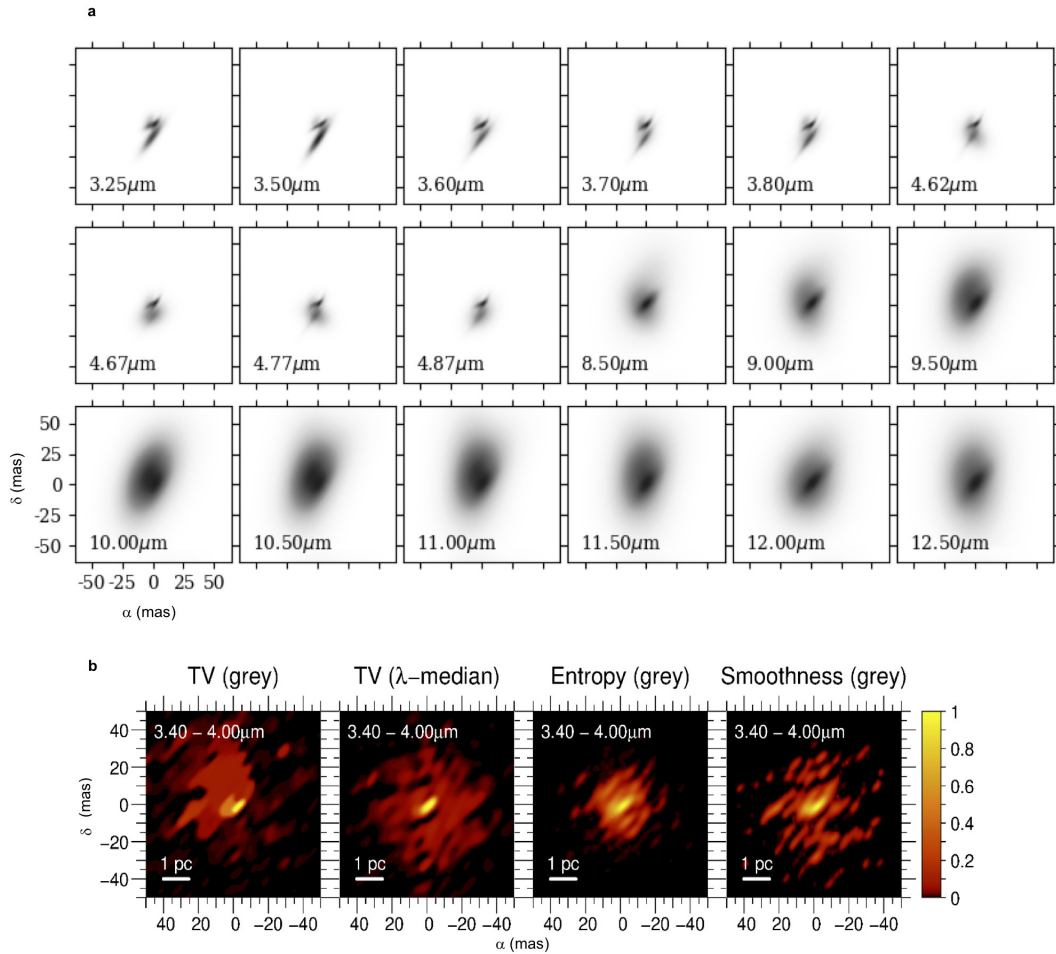 a
3.25μm 3.50μm 3.60μm 3.70μm 3.80μm 4.62μm
4.67μm 4.77μm 4.87μm 8.50μm 9.00μm 9.50μm
50
25
0
-25
-50
δ (mas)
10.00μm 10.50μm 11.00μm 11.50μm 12.00μm 12.50μm
-50 -25 0 25 50
α (mas)
b
TV (grey) TV (λ−median) Entropy (grey) Smoothness (grey)
3.40 − 4.00μm 3.40 − 4.00μm 3.40 − 4.00μm 3.40 − 4.00μm
40
20
0
−20
−40
δ (mas)
1 pc 1 pc 1 pc 1 pc
1
0.8
0.6
0.4
0.2
0
40 20 0 −20 −40 40 20 0 −20 −40 40 20 0 −20 −40 40 20 0 −20 −40
α (mas)